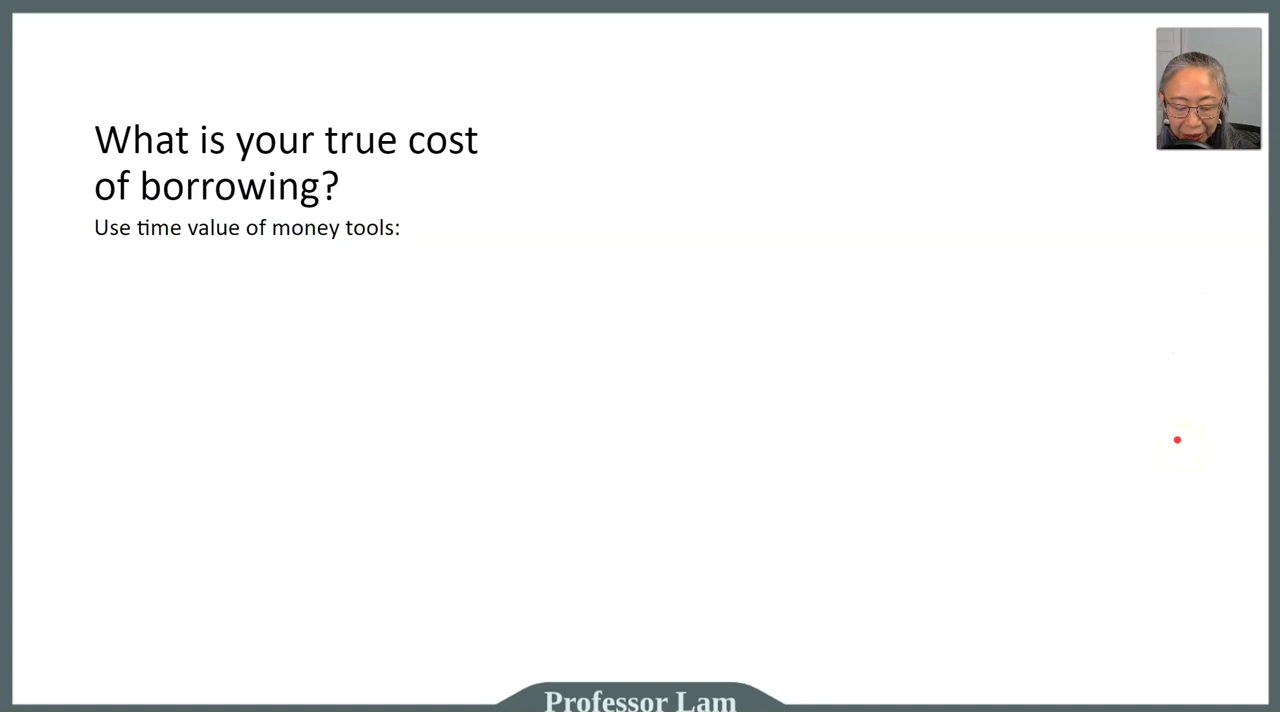 What is your true cost
of borrowing?
Use time value of money tools:
Professor Lam